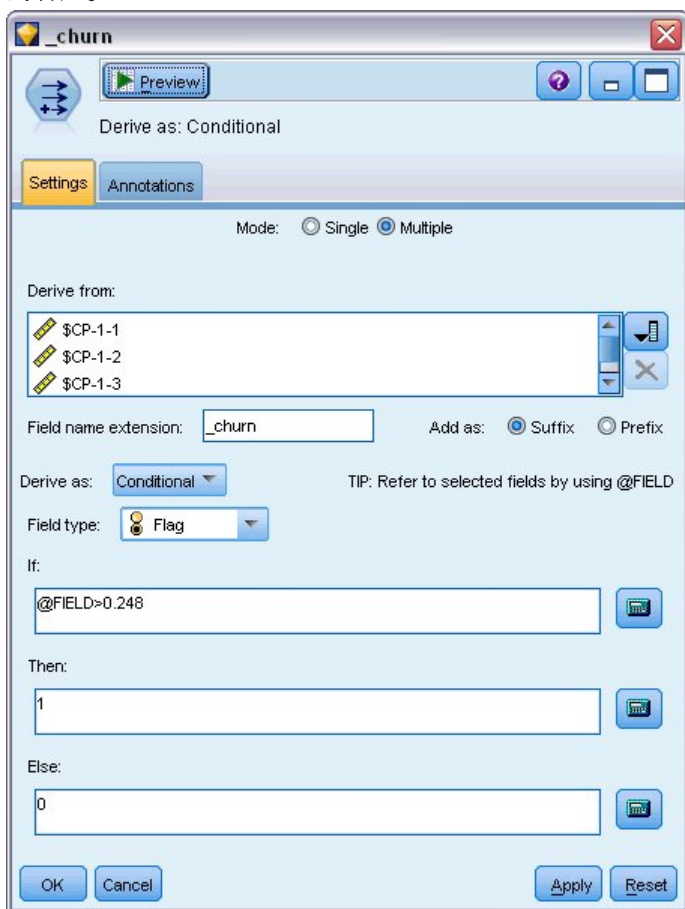 _churn
Preview
Derive as: Conditional
Settings Annotations
Mode: Single Multiple
Derive from:
$CP-1-1
$CP-1-2
$CP-1-3
Field name extension: _churn Add as: Suffix Prefix
Derive as: Conditional TIP: Refer to selected fields by using @FIELD
Field type: Flag
If:
@FIELD>0.248
Then:
1
Else:
0
OK Cancel Apply Reset